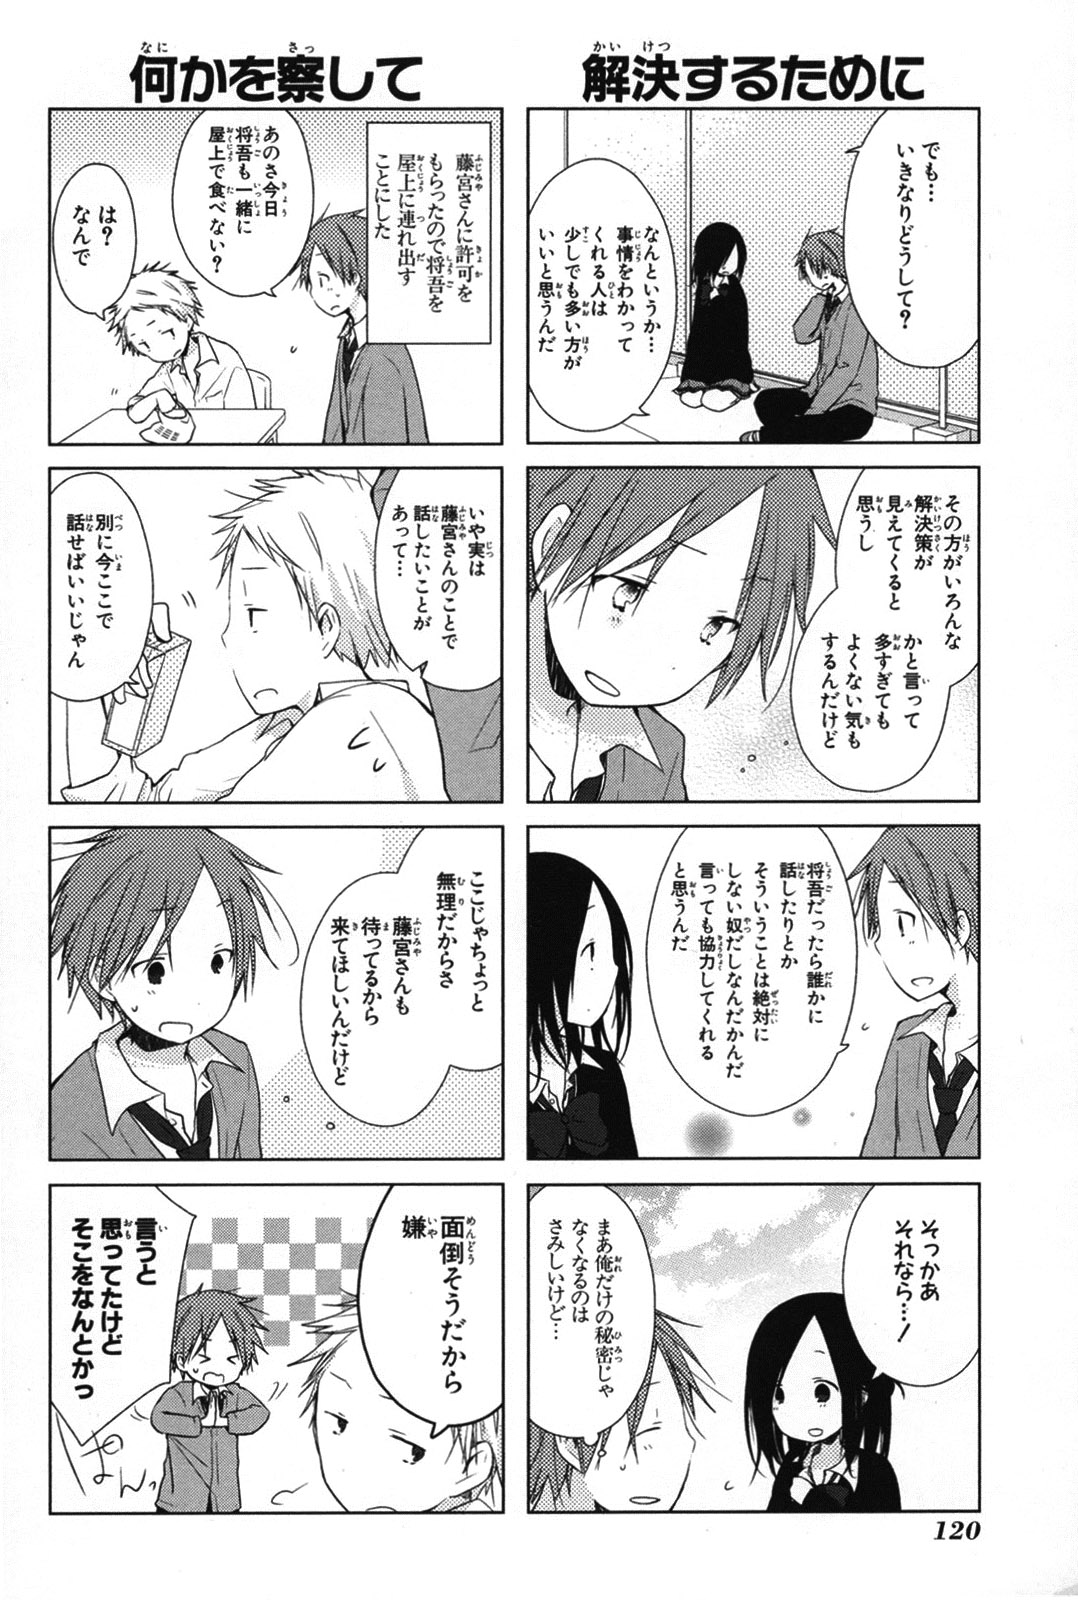 解決するために
でも…
いきなりどうして?
なんというか…
事情をわかって
くれる人は
少しでも多い方が
いいと思うんだ
その方がいろんな
解決策が
見えてくると
思うし
かと言って
多すぎても
よくない気も
するんだけど
将吾だったら誰かに
話したりとか
そういうことは絶対に
しない奴だしなんだかんだ
言っても協力してくれる
と思うんだ
そっかあ
それなら…!
まあ俺だけの秘密じゃ
なくなるのは
さみしいけど…
何かを察して
藤宮さんに許可を
もらったので将吾を
屋上に連れ出す
ことにした
あのさ今日
将吾も一緒に
屋上で食べない?
は?
なんで
いや実は
藤宮さんのことで
話したいことが
あって…
別に今ここで
話せばいいじゃん
ここじゃちょっと
無理だからさ
藤宮さんも
待ってるから
来てほしいんだけど
面倒そうだから
嫌
言うと
思ってたけど
そこをなんとかっ
ぱんっ
120